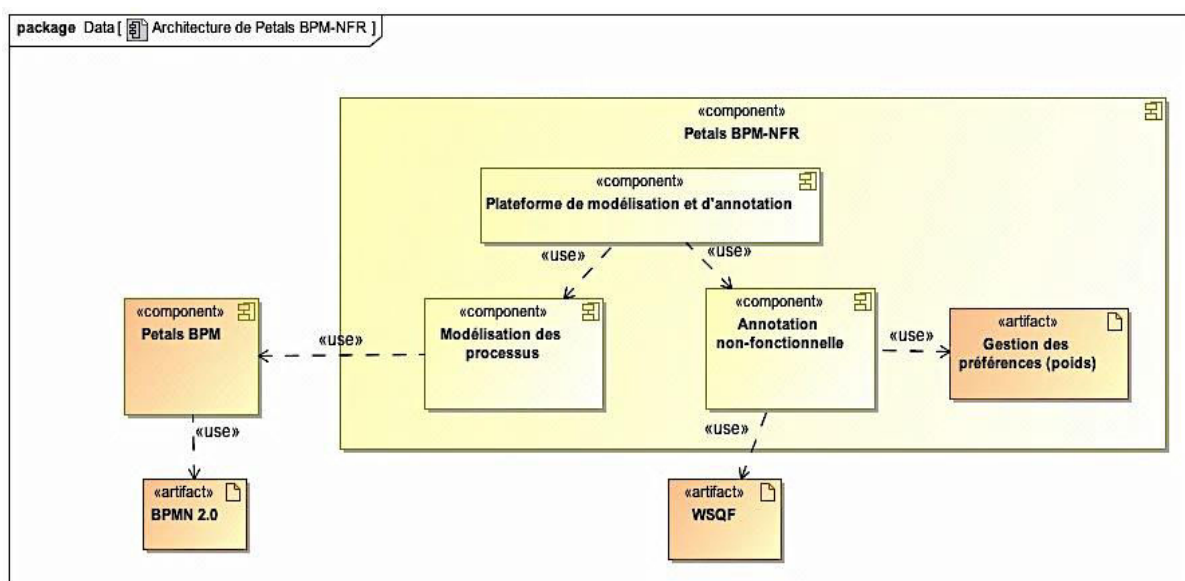 package Data [ Architecture de Petals BPM-NFR ]
«component»
Petals BPM-NFR
«component»
Plateforme de modélisation et d'annotation
«use»
«use»
«component»
Petals BPM
«use»
«component»
Modélisation des
processus
«component»
Annotation
non-fonctionnelle
«use»
«artifact»
Gestion des
préférences (poids)
«use»
«use»
«artifact»
BPMN 2.0
«artifact»
WSQF